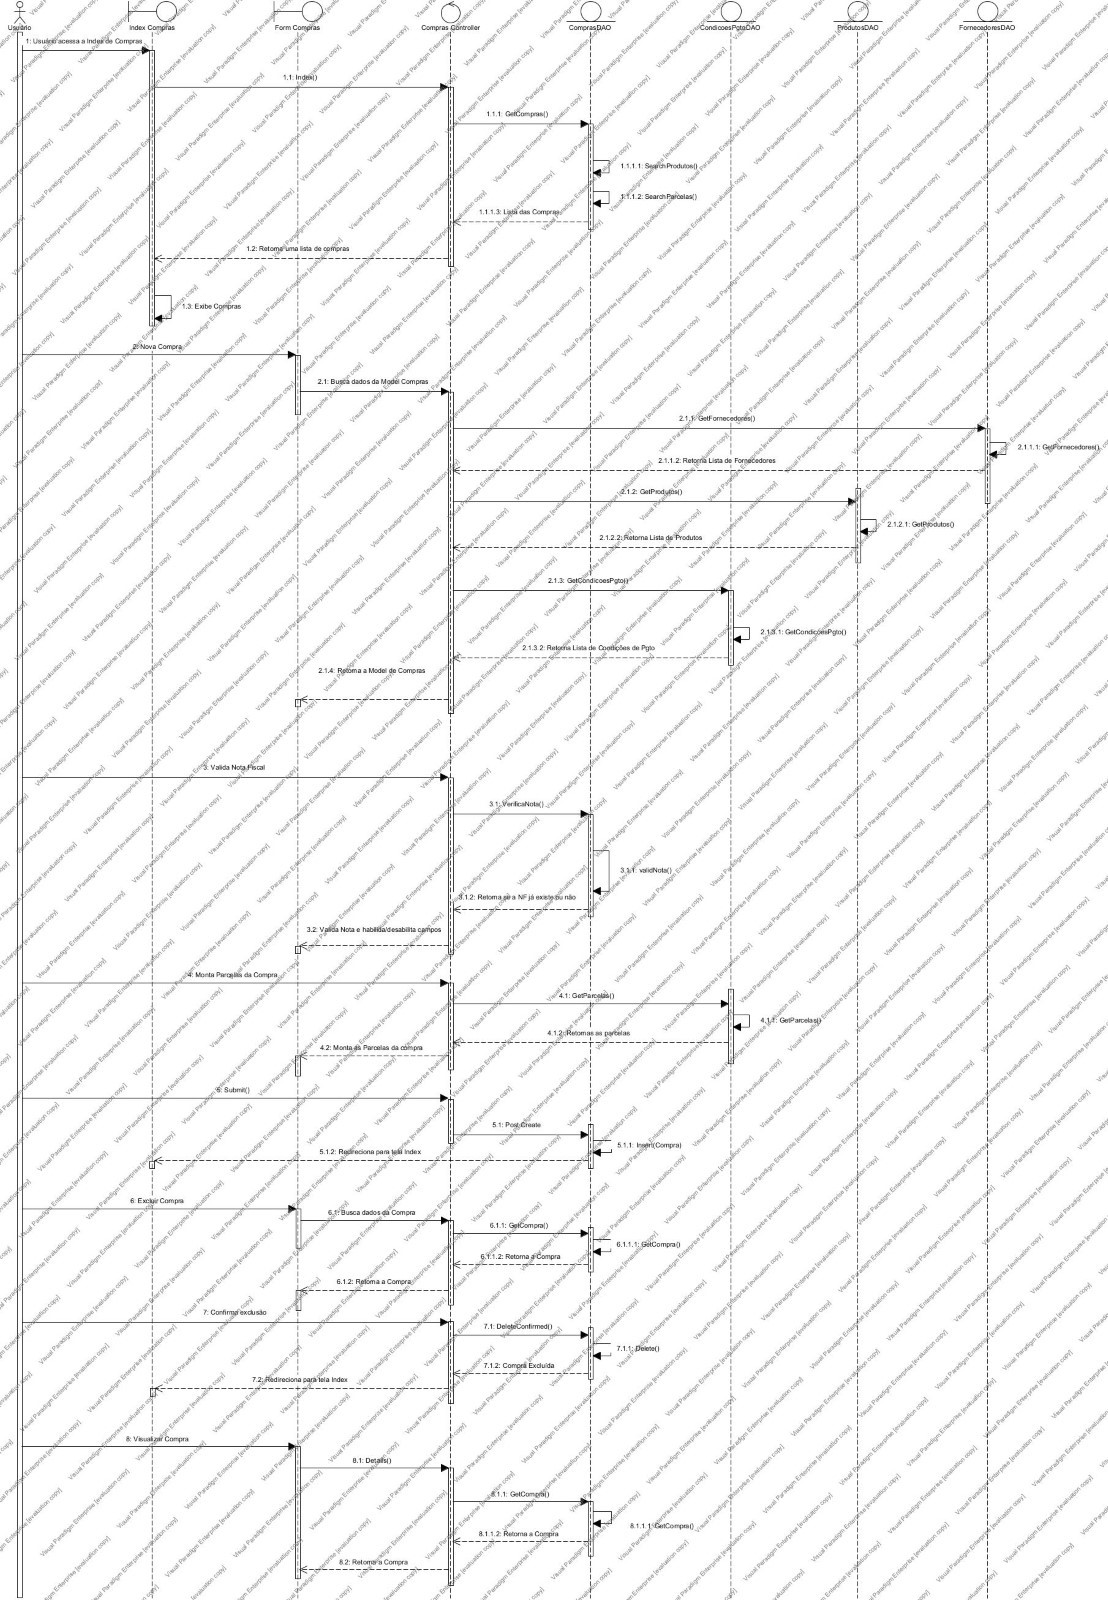 Usuário
Index Compras
Form Compras
Compras Controller
ComprasDAO
CondicoesPgtoDAO
ProdutosDAO
FornecedoresDAO
1: Usuário acessa a Index de Compras
1.1: Index()
1.1.1: GetCompras()
1.1.1.1: SearchProdutos()
1.1.1.2: SearchParcelas()
1.1.1.3: Lista das Compras
1.2: Retorna uma lista de compras
1.3: Exibe Compras
2: Nova Compra
2.1: Busca dados da Model Compras
2.1.1: GetFornecedores()
2.1.1.1: GetFornecedores()
2.1.1.2: Retorna Lista de Fornecedores
2.1.2: GetProdutos()
2.1.2.1: GetProdutos()
2.1.2.2: Retorna Lista de Produtos
2.1.3: GetCondicoesPgto()
2.1.3.1: GetCondicoesPgto()
2.1.3.2: Retorna Lista de Condições de Pgto
2.1.4: Retorna a Model de Compras
3: Valida Nota Fiscal
3.1: VerificaNota()
3.1.1: validNota()
3.1.2: Retorna se a NF já existe ou não
3.2: Valida Nota e habilida/desabilita campos
4: Monta Parcelas da Compra
4.1: GetParcelas()
4.1.1: GetParcelas()
4.1.2: Retornas as parcelas
4.2: Monta as Parcelas da compra
5: Submit()
5.1: Post Create
5.1.1: Insert(Compra)
5.1.2: Redireciona para tela Index
6: Excluir Compra
6.1: Busca dados da Compra
6.1.1: GetCompra()
6.1.1.1: GetCompra()
6.1.1.2: Retorna a Compra
6.1.2: Retorna a Compra
7: Confirma exclusão
7.1: DeleteConfirmed()
7.1.1: Delete()
7.1.2: Compra Excluída
7.2: Redireciona para tela Index
8: Visualizar Compra
8.1: Details()
8.1.1: GetCompra()
8.1.1.1: GetCompra()
8.1.1.2: Retorna a Compra
8.2: Retorna a Compra
Visual Paradigm Enterprise [evaluation copy]